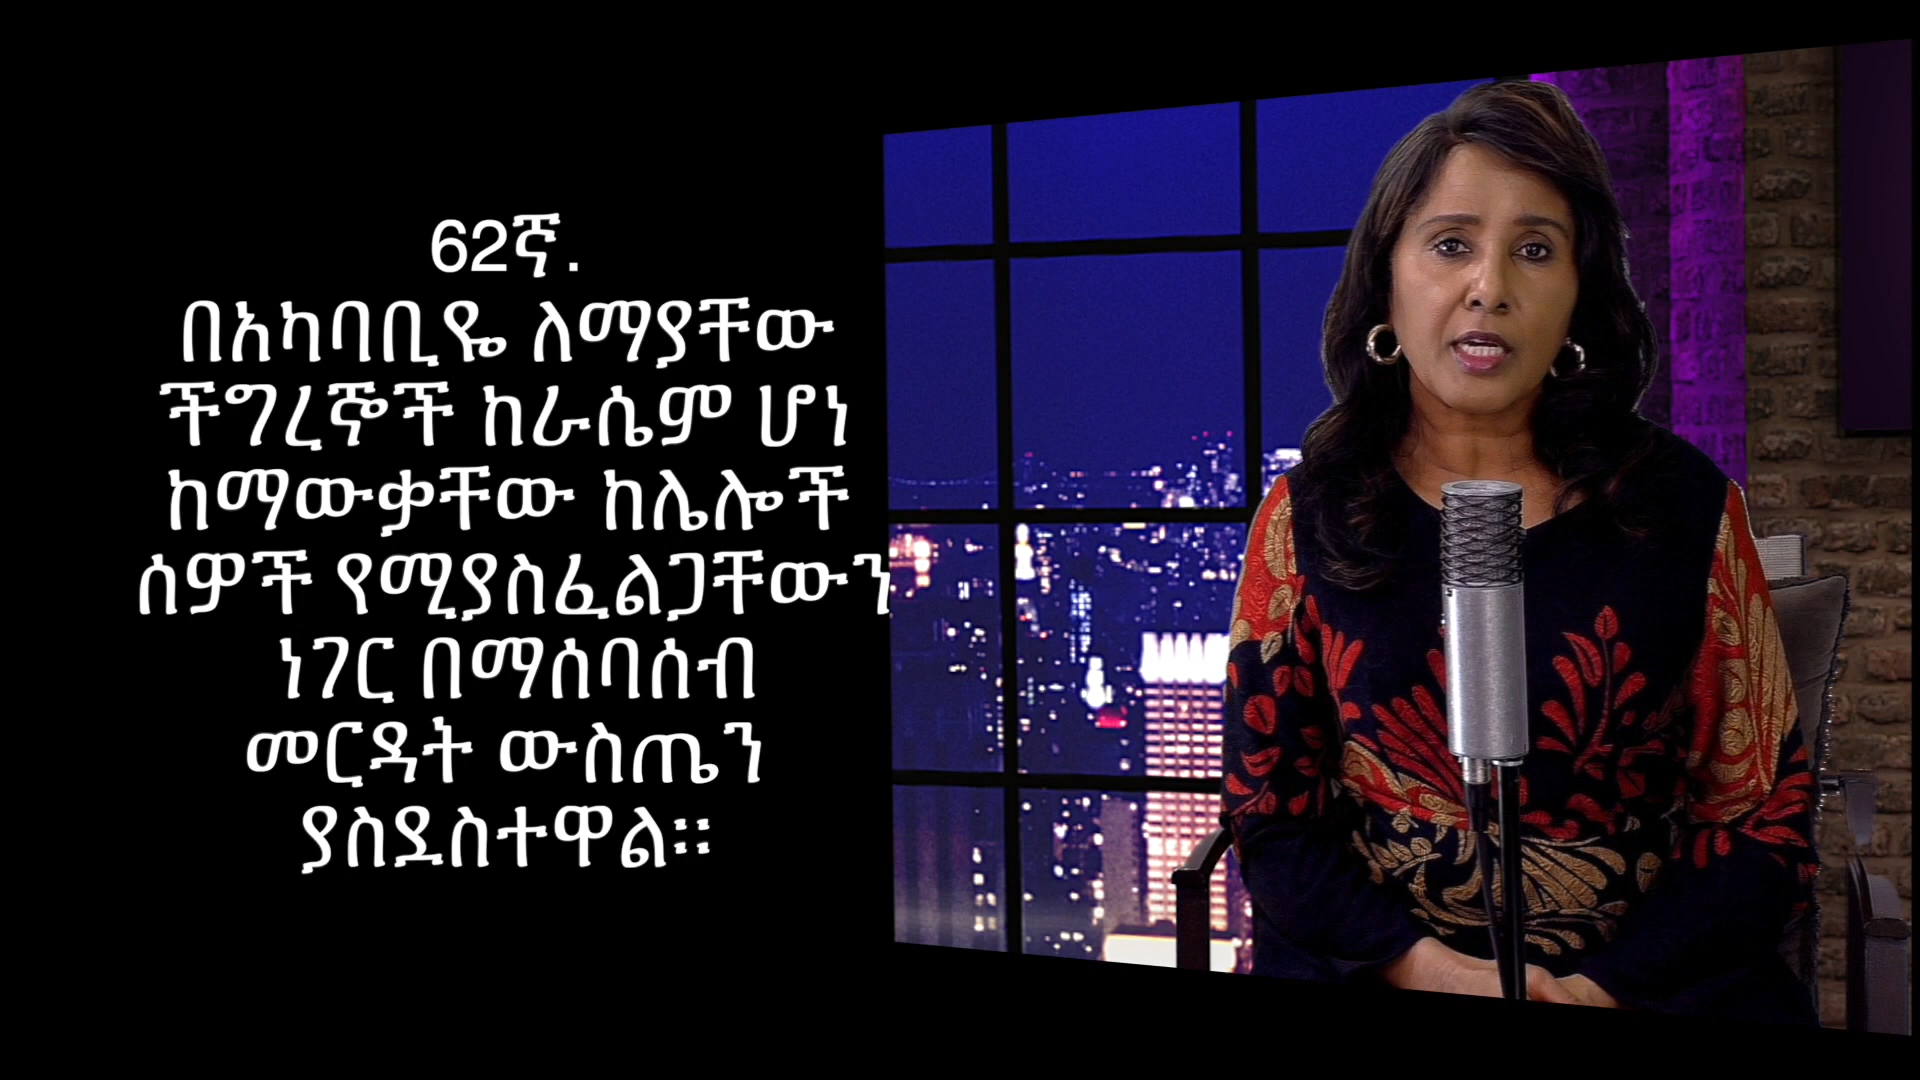 62ኛ.
በአካባቢዬ ለማያቸው
ችግረኞች ከራሴም ሆነ
ከማውቃቸው ከሌሎች
ሰዎች የሚያስፈልጋቸውን
ነገር በማሰባሰብ
መርዳት ውስጤን
ያስደስተዋል፡፡